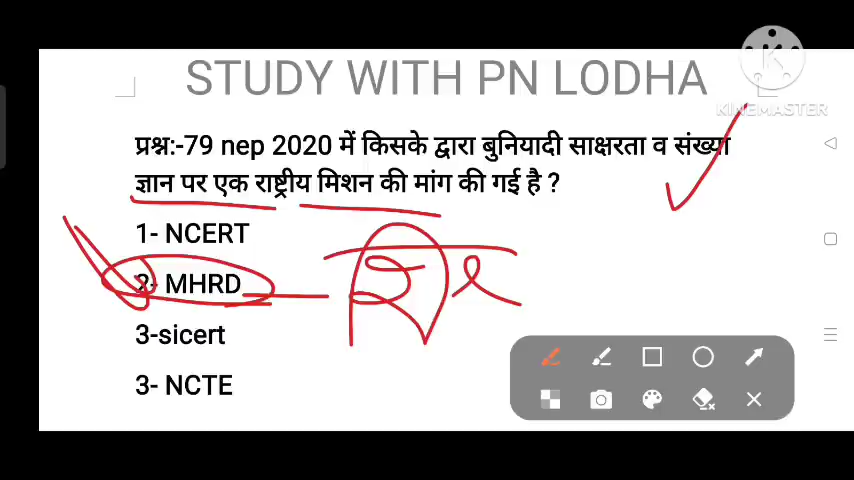 STUDY WITH PN LODHA
KINEMASTER
प्रश्न:-79 nep 2020 में किसके द्वारा बुनियादी साक्षरता व संख्या
ज्ञान पर एक राष्ट्रीय मिशन की मांग की गई है ?
1- NCERT
2- MHRD
3-sicert
3- NCTE